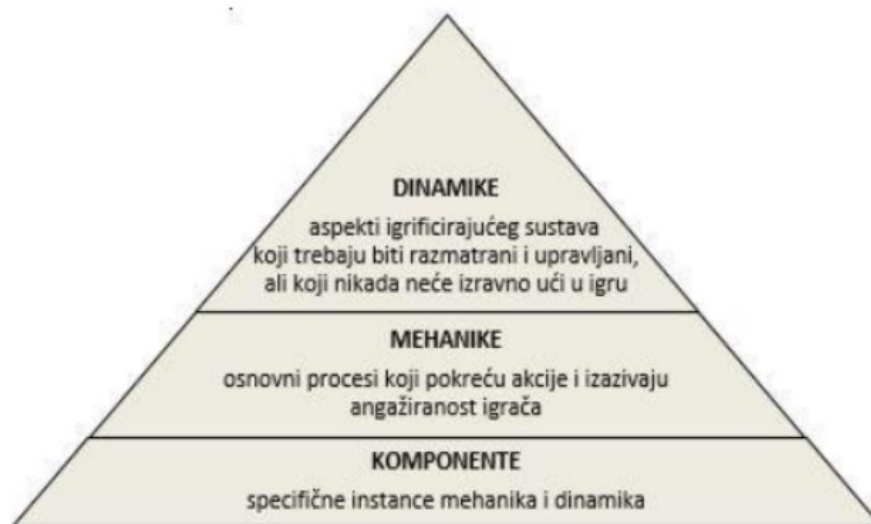 DINAMIKE
aspekti igrificirajućeg sustava
koji trebaju biti razmatrani i upravljani,
ali koji nikada neće izravno ući u igru
MEHANIKE
osnovni procesi koji pokreću akcije i izazivaju
angažiranost igrača
KOMPONENTE
specifične instance mehanika i dinamika